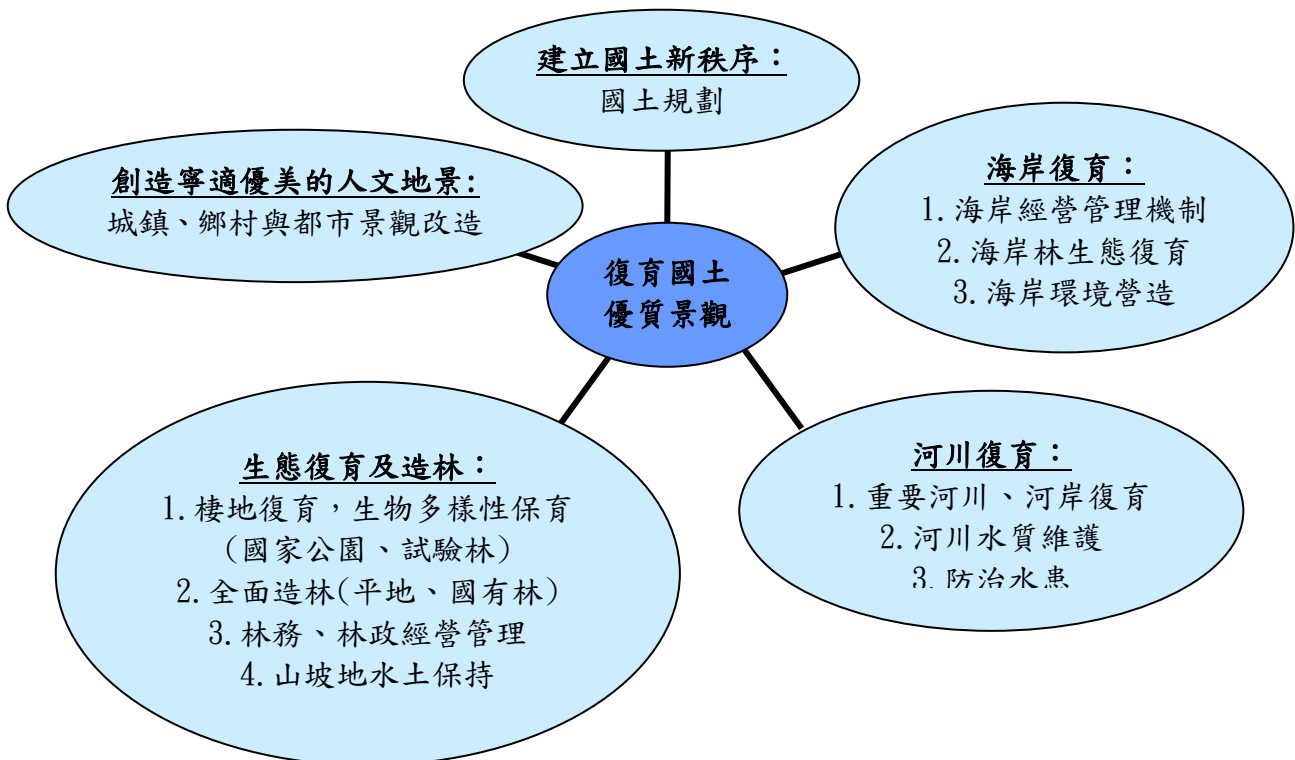 建立國土新秩序：
國土規劃
創造寧適優美的人文地景:
城鎮、鄉村與都市景觀改造
海岸復育：
1.海岸經營管理機制
2.海岸林生態復育
3.海岸環境營造
復育國土
優質景觀
生態復育及造林：
1.棲地復育，生物多樣性保育
(國家公園、試驗林)
2.全面造林(平地、國有林)
3.林務、林政經營管理
4.山坡地水土保持
河川復育：
1.重要河川、河岸復育
2.河川水質維護
3.防治水患